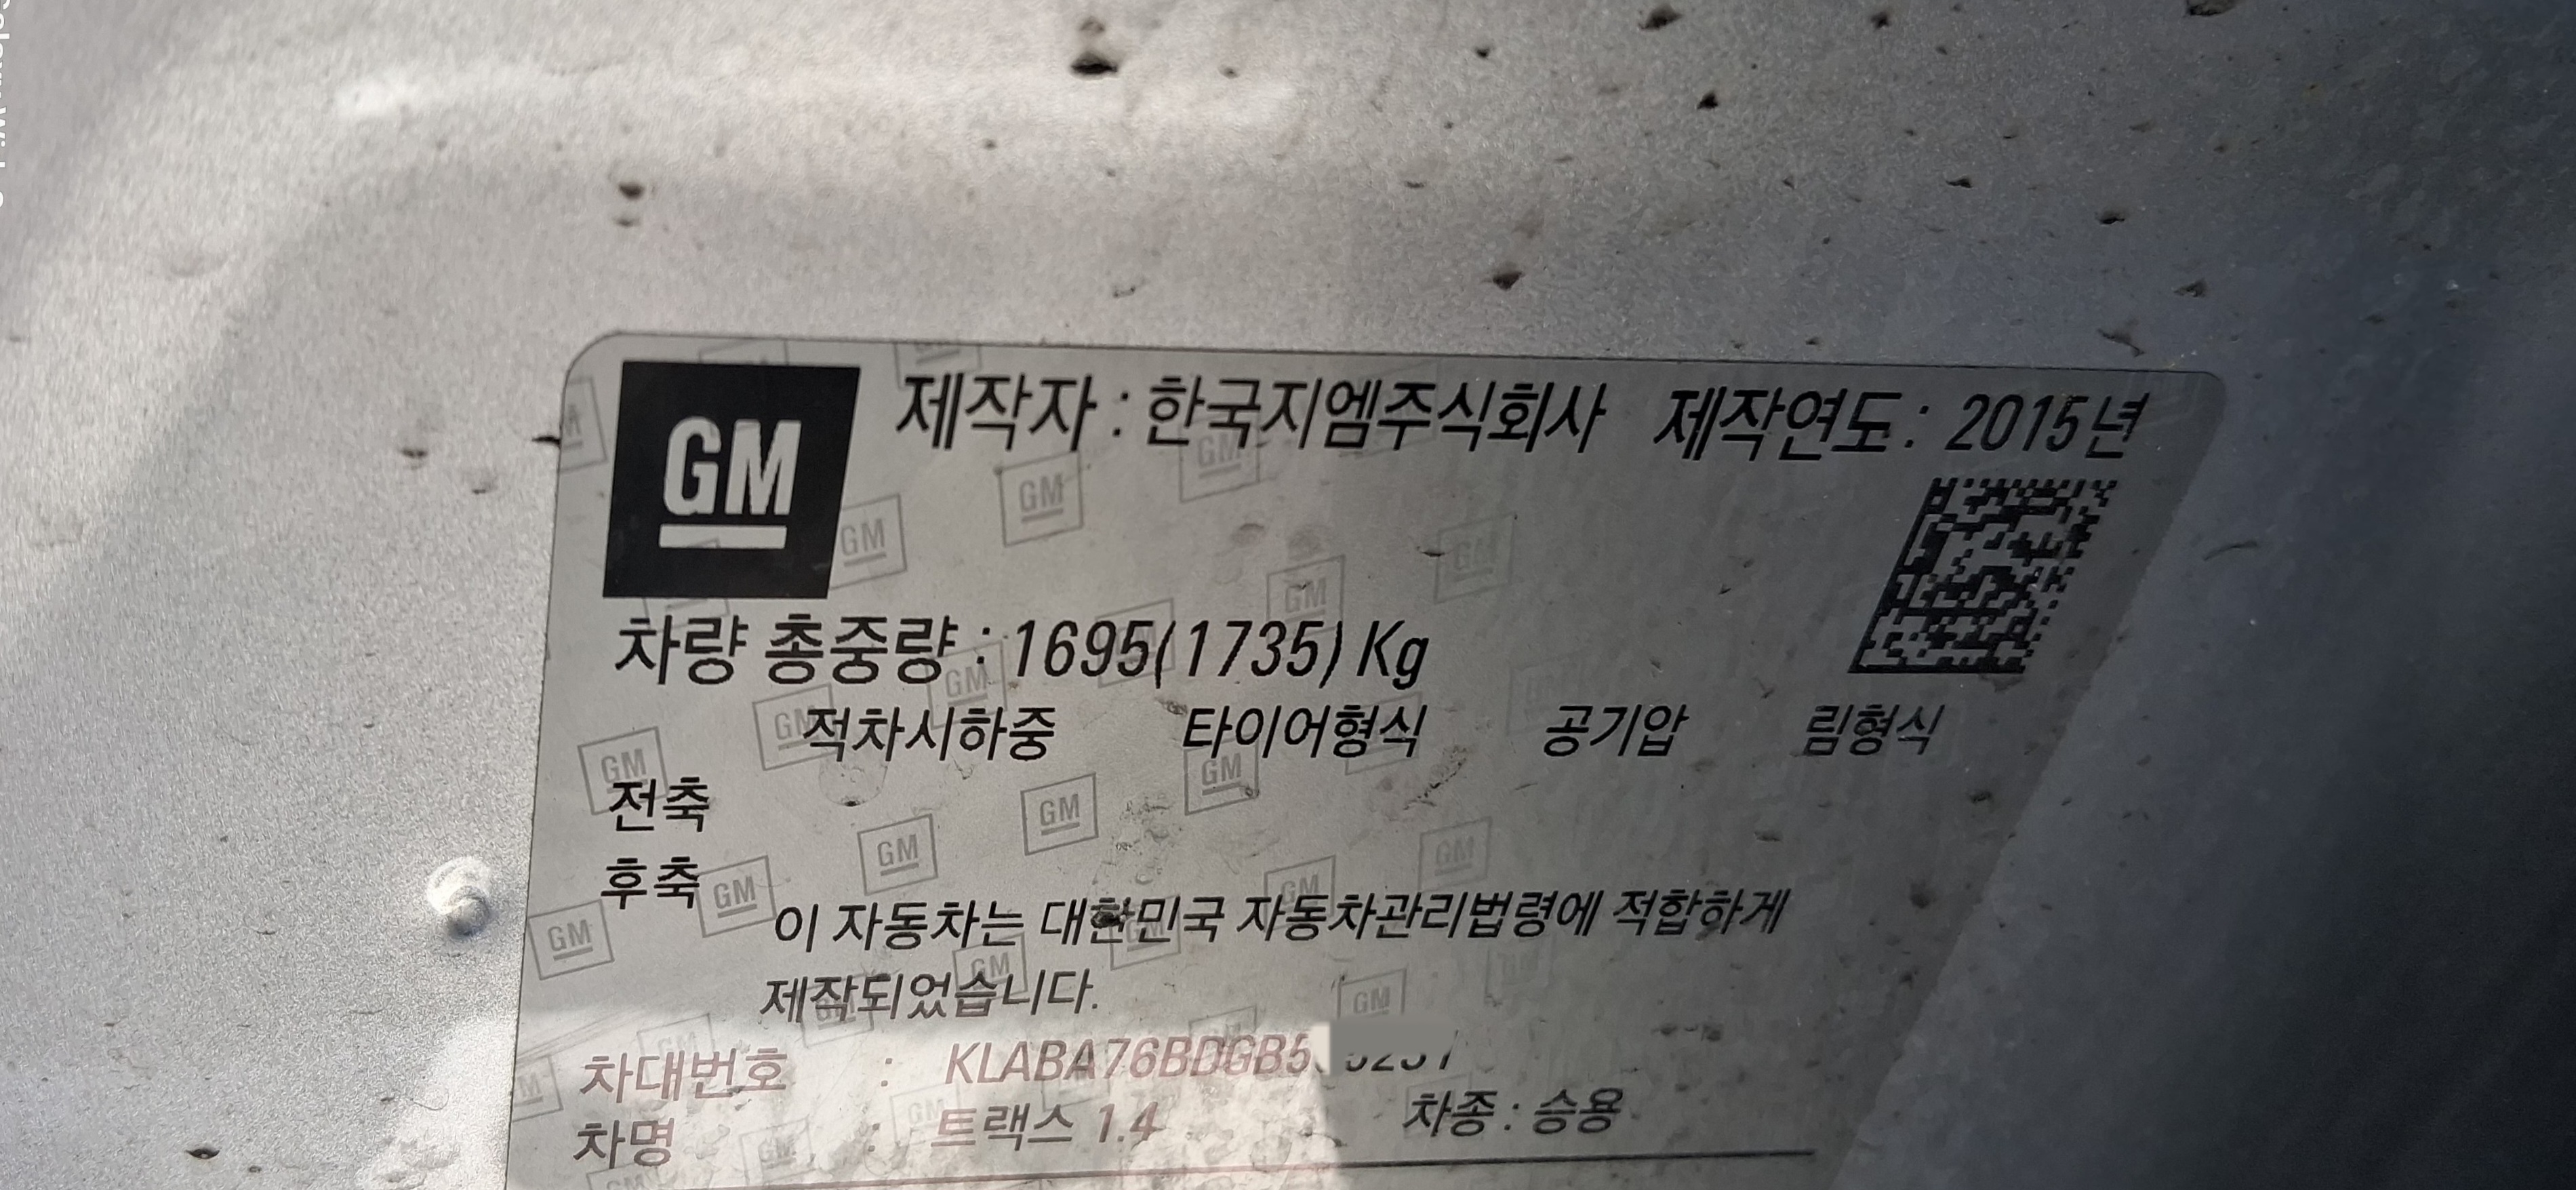 GM
제작자 : 한국지엠주식회사 제작연도 : 2015년
차량 총중량 : 1695(1735) Kg
적차시하중 타이어형식 공기압 림형식
전축
후축
이 자동차는 대한민국 자동차관리법령에 적합하게
제작되었습니다.
차대번호 : KLABA76BDGB5
차명 : 트랙스 1.4 차종 : 승용